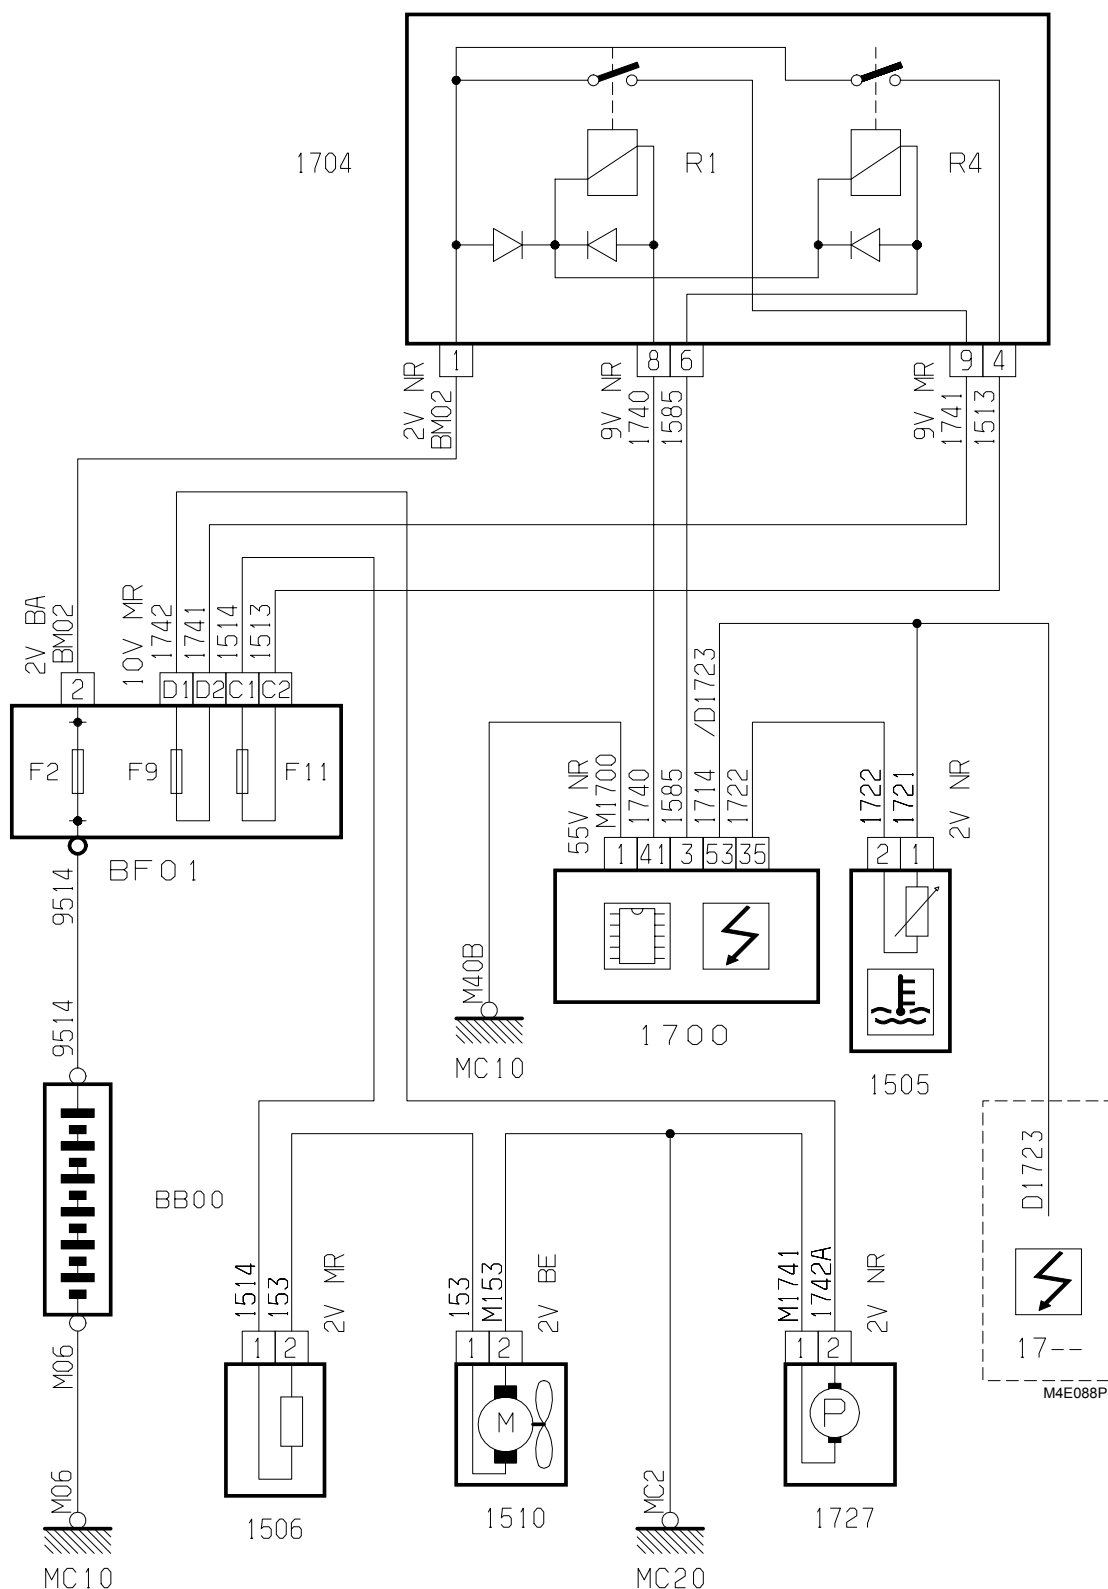 1704
R1
R4
1
8
6
9
4
2V NR
BM02
9V NR
1740
1585
9V MR
1741
1513
2V BA
BM02
10V MR
1742
1741
1514
1513
2
D1
D2
C1
C2
F2
F9
F11
BF01
/D1723
55V NR
M1700
1740
1585
1714
1722
1722
1721
2V NR
1
41
3
53
35
2
1
9514
M40B
MC10
1700
1505
9514
BB00
D1723
17--
M4E088P
1514
153
2V MR
153
M153
2V BE
M1741
1742A
2V NR
1
2
1
2
1
2
M
P
M06
M06
MC10
1506
1510
MC2
MC20
1727